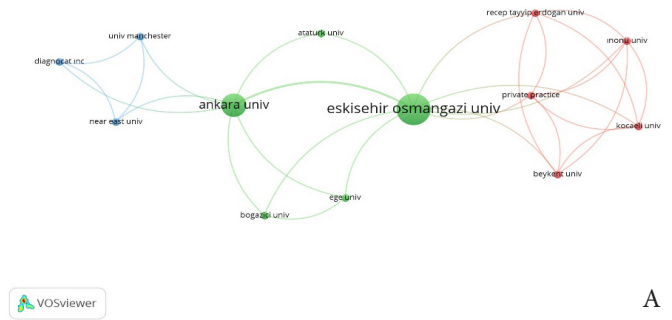 recep tayyip erdogan univ
univ manchester
ataturk univ
inonu univ
diagnocat inc
private practice
ankara univ
eskisehir osmangazi univ
near east univ
kocaeli univ
beykent univ
ege univ
bogazici univ
VOSviewer
A